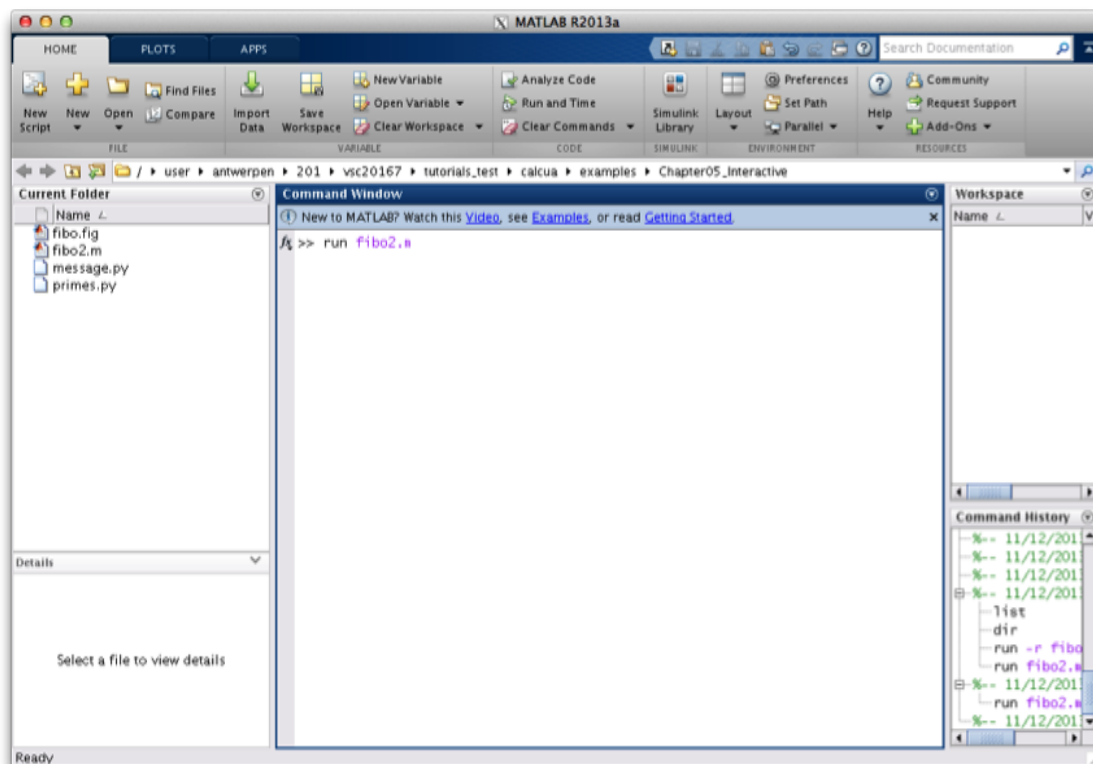 MATLAB R2013a
HOME PLOTS APPS
Search Documentation
New Script
New
Open
Find Files
Compare
Import Data
Save Workspace
New Variable
Open Variable
Clear Workspace
Analyze Code
Run and Time
Clear Commands
Simulink Library
Layout
Preferences
Set Path
Parallel
Help
Community
Request Support
Add-Ons
FILE VARIABLE CODE SIMULINK ENVIRONMENT RESOURCES
/ user antwerpen 201 vsc20167 tutorials_test calcua examples Chapter05_Interactive
Current Folder
Name
fibo.fig
fibo2.m
message.py
primes.py
Details
Select a file to view details
Command Window
New to MATLAB? Watch this Video, see Examples, or read Getting Started.
fx >> run fibo2.m
Workspace
Name V
Command History
%-- 11/12/201
%-- 11/12/201
%-- 11/12/201
%-- 11/12/201
list
dir
run -r fibo
run fibo2.m
%-- 11/12/201
run fibo2.m
%-- 11/12/201
Ready